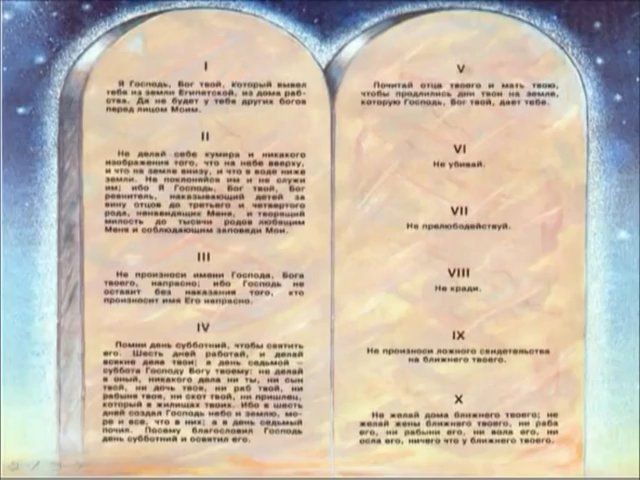 I
Я Господь, Бог твой, который вывел
тебя из земли Египетской, из дома раб-
ства. Да не будет у тебя других богов
перед лицом Моим.
II
Не делай себе кумира и никакого
изображения того, что на небе вверху,
и что на земле внизу, и что в воде ниже
земли. Не поклоняйся им и не служи
им; ибо Я Господь, Бог твой, Бог
ревнитель, наказывающий детей за
вину отцов до третьего и четвертого
рода, ненавидящих Меня, и творящий
милость до тысячи родов любящим
Меня и соблюдающим заповеди Мои.
III
Не произноси имени Господа, Бога
твоего, напрасно; ибо Господь не
оставит без наказания того, кто
произносит имя Его напрасно.
IV
Помни день субботний, чтобы святить
его. Шесть дней работай, и делай
всякие дела твои; а день седьмой –
суббота Господу Богу твоему: не делай
в оный, никакого дела ни ты, ни сын
твой, ни дочь твоя, ни раб твой, ни
рабыня твоя, ни скот твой, ни пришлец,
который в жилищах твоих. Ибо в шесть
дней создал Господь небо и землю, мо-
ре и все, что в них; а в день седьмый
почил. Посему благословил Господь
день субботний и освятил его.
V
Почитай отца твоего и мать твою,
чтобы продлились дни твои на земле,
которую Господь, Бог твой, дает тебе.
VI
Не убивай.
VII
Не прелюбодействуй.
VIII
Не кради.
IX
Не произноси ложного свидетельства
на ближнего твоего.
X
Не желай дома ближнего твоего; не
желай жены ближнего твоего, ни раба
его, ни рабыни его, ни вола его, ни
осла его, ничего что у ближнего твоего.